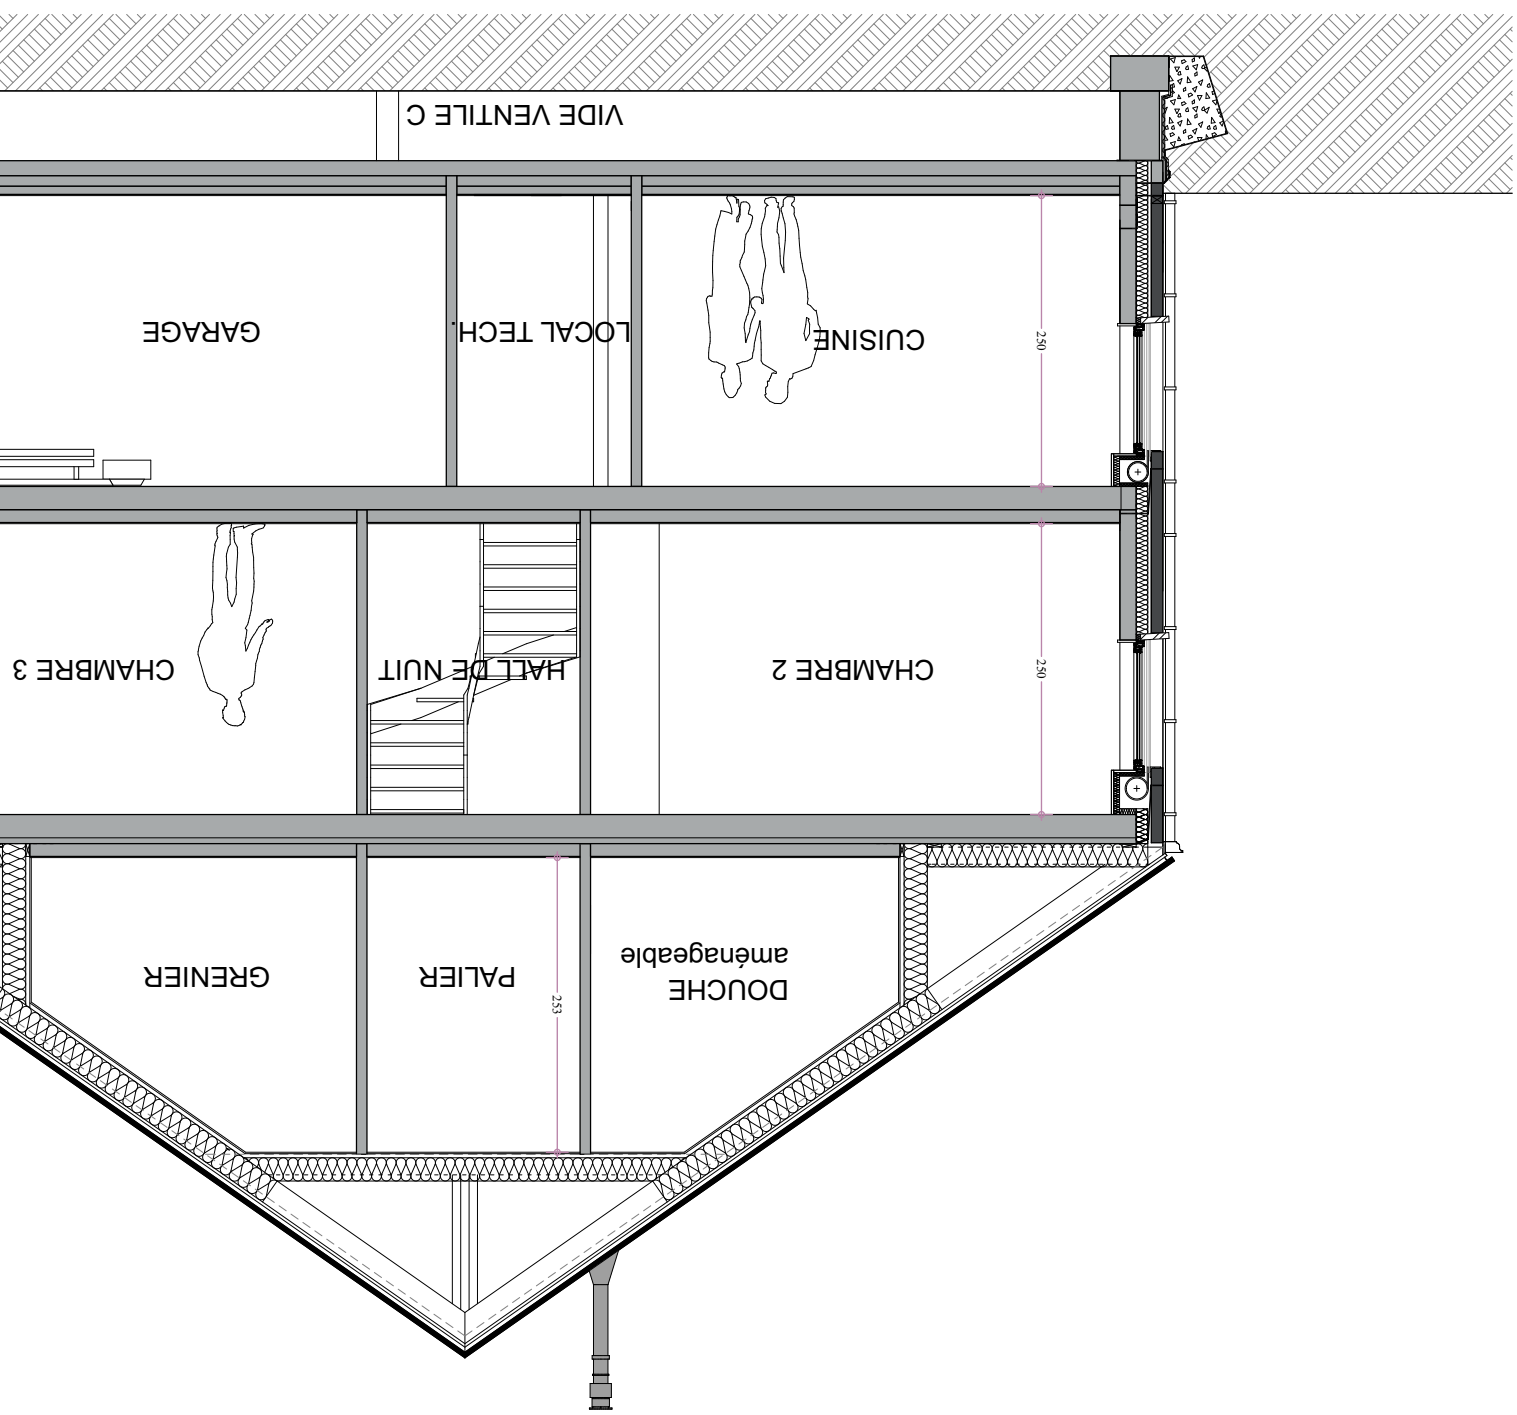 DOUCHE
aménageable
253
PALIER
GRENIER
250
CHAMBRE 2
HALL DE NUIT
CHAMBRE 3
250
CUISINE
LOCAL TECH.
GARAGE
VIDE VENTILE C